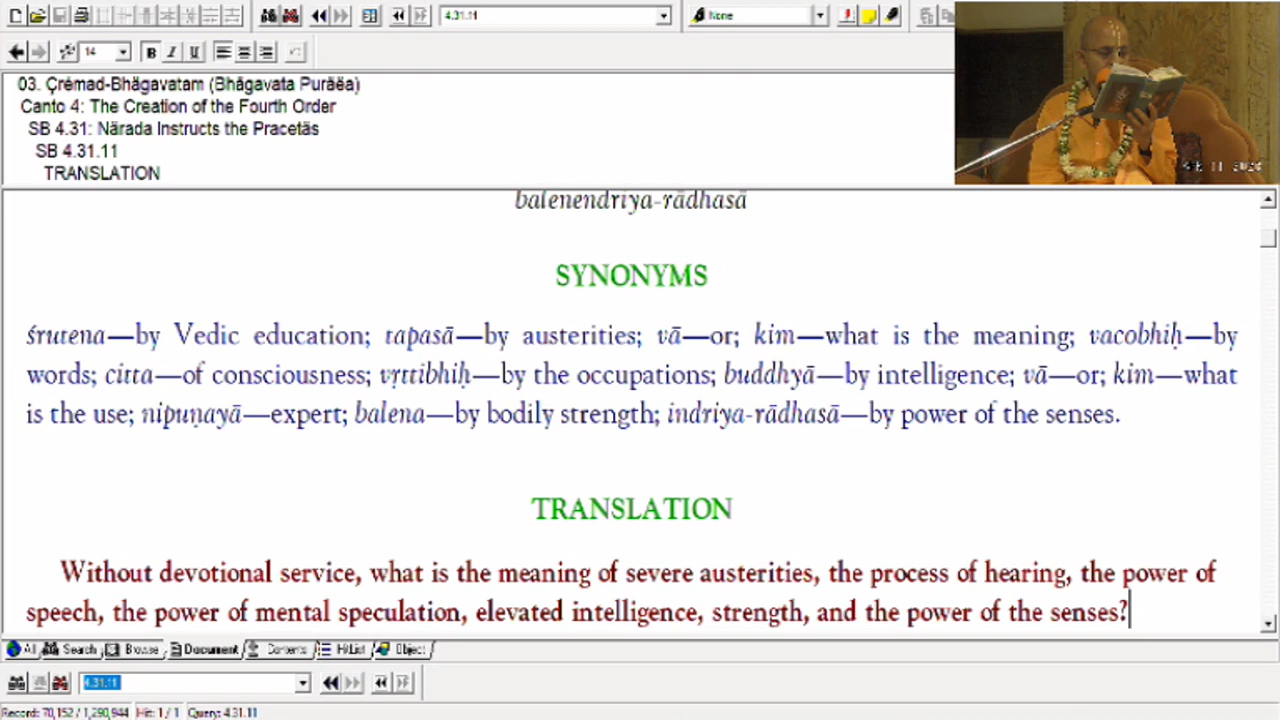 4.31.11
None
14
B I U
03. Çrémad-Bhägavatam (Bhägavata Puräëa)
Canto 4: The Creation of the Fourth Order
SB 4.31: Närada Instructs the Pracetäs
SB 4.31.11
TRANSLATION
balenendriya-rādhasā
SYNONYMS
śrutena—by Vedic education; tapasā—by austerities; vā—or; kim—what is the meaning; vacobhiḥ—by
words; citta—of consciousness; vṛttibhiḥ—by the occupations; buddhyā—by intelligence; vā—or; kim—what
is the use; nipuṇayā—expert; balena—by bodily strength; indriya-rādhasā—by power of the senses.
TRANSLATION
Without devotional service, what is the meaning of severe austerities, the process of hearing, the power of
speech, the power of mental speculation, elevated intelligence, strength, and the power of the senses?
All Search Browse Document Contents HitList Object
4.31.11
Record: 70,152 / 1,290,944 Hit: 1 / 1 Query: 4.31.11